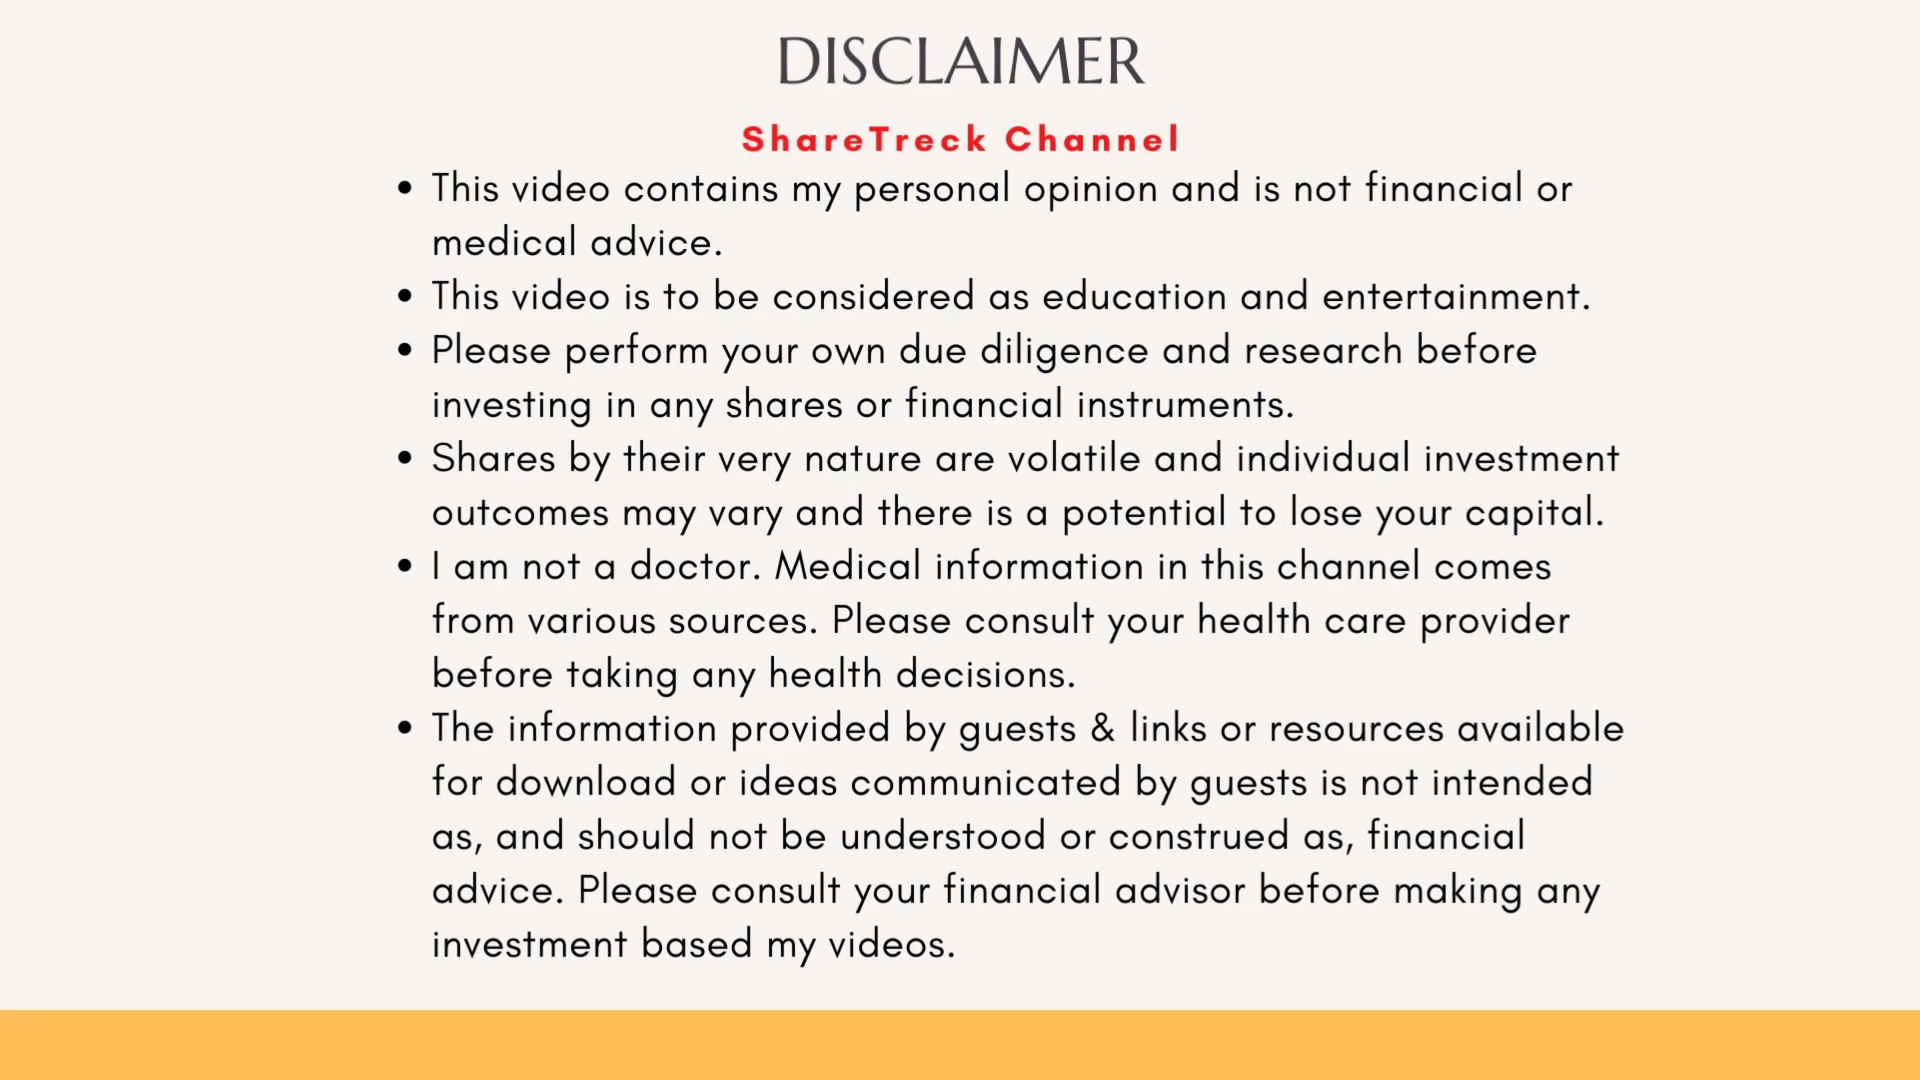 DISCLAIMER
ShareTreck Channel
• This video contains my personal opinion and is not financial or
medical advice.
• This video is to be considered as education and entertainment.
• Please perform your own due diligence and research before
investing in any shares or financial instruments.
• Shares by their very nature are volatile and individual investment
outcomes may vary and there is a potential to lose your capital.
• I am not a doctor. Medical information in this channel comes
from various sources. Please consult your health care provider
before taking any health decisions.
• The information provided by guests & links or resources available
for download or ideas communicated by guests is not intended
as, and should not be understood or construed as, financial
advice. Please consult your financial advisor before making any
investment based my videos.